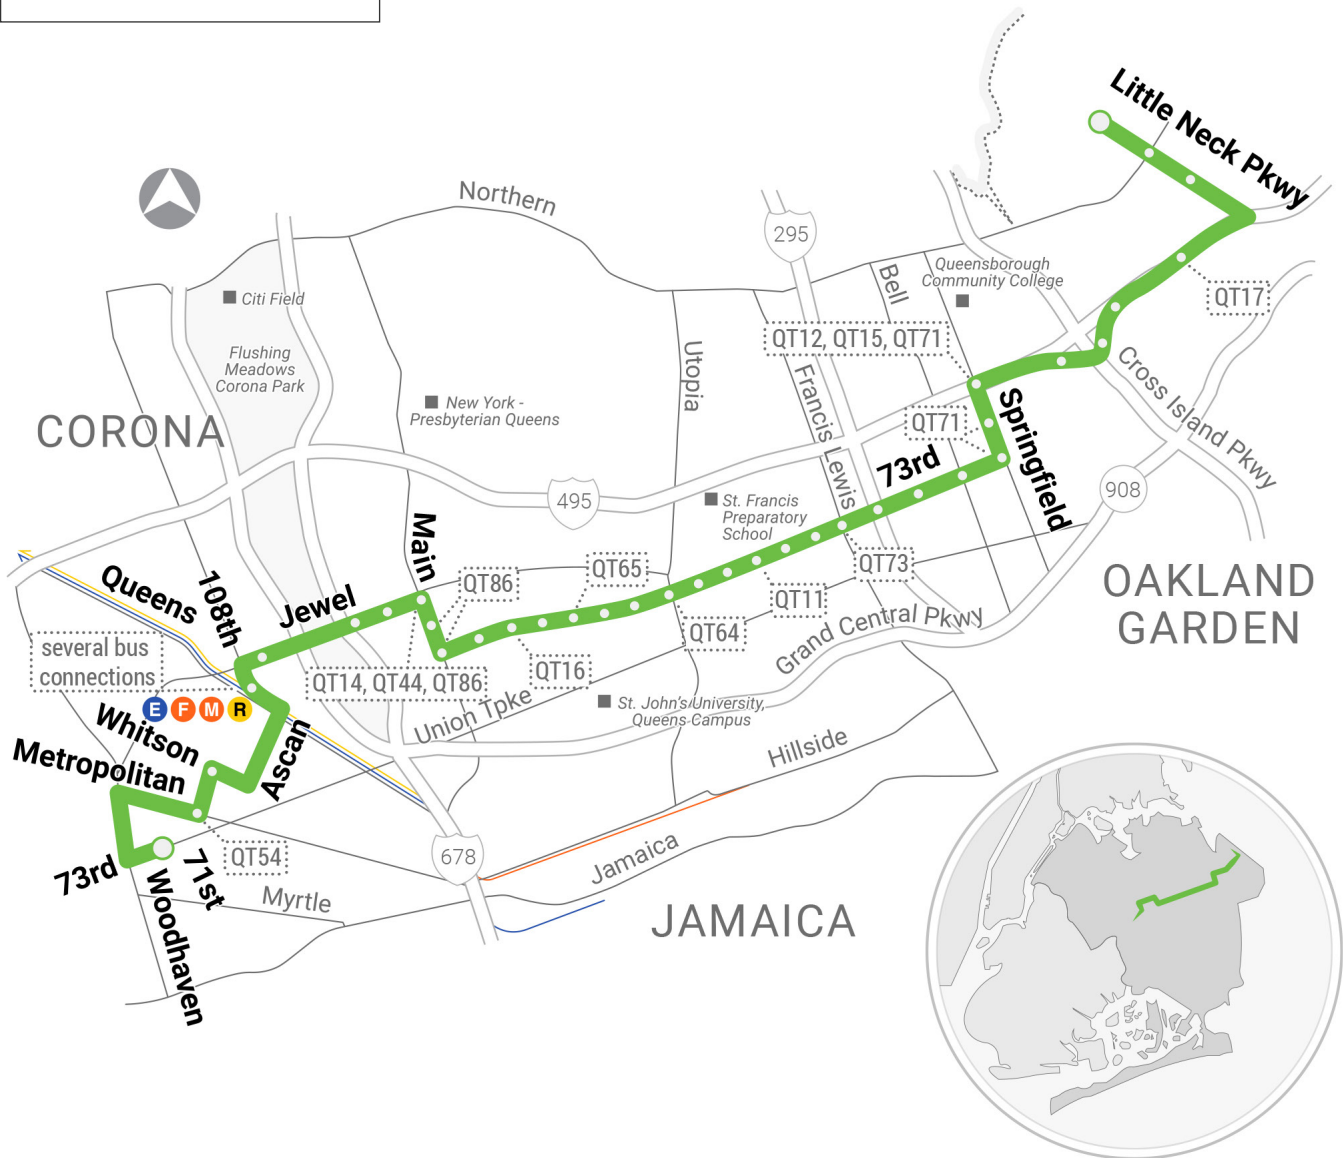 Little Neck Pkwy
Northern
295
Bell
Queensborough
Community College
Citi Field
QT17
Flushing
Meadows
Corona Park
QT12, QT15, QT71
Utopia
Francis Lewis
Cross Island Pkwy
New York -
Presbyterian Queens
CORONA
QT71
Springfield
73rd
495
908
St. Francis
Preparatory
School
Main
QT86
QT65
QT73
Queens
108th
Jewel
QT11
OAKLAND
GARDEN
QT64
Grand Central Pkwy
several bus
connections
QT14, QT44, QT86
QT16
E F M R
St. John's University,
Queens Campus
Union Tpke
Whitson
Ascan
Hillside
Metropolitan
QT54
678
Jamaica
73rd
71st
Woodhaven
Myrtle
JAMAICA